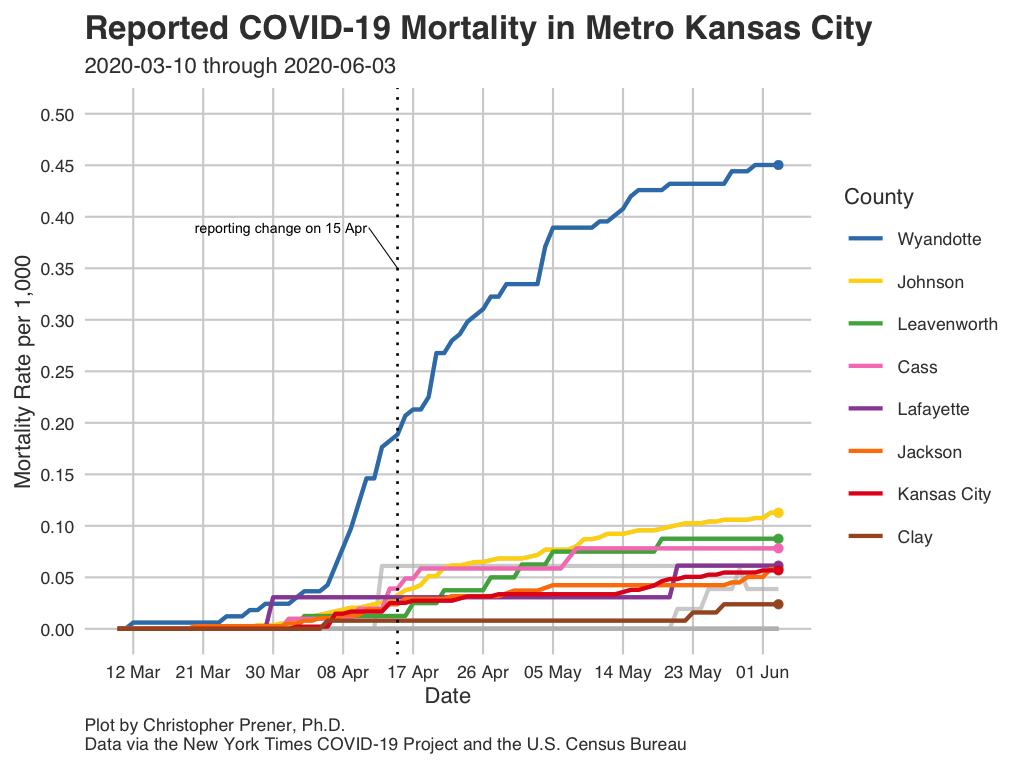 Reported COVID-19 Mortality in Metro Kansas City
2020-03-10 through 2020-06-03
0.50
0.45
0.40
0.35
0.30
0.25
0.20
0.15
0.10
0.05
0.00
Mortality Rate per 1,000
reporting change on 15 Apr
12 Mar 21 Mar 30 Mar 08 Apr 17 Apr 26 Apr 05 May 14 May 23 May 01 Jun
Date
County
Wyandotte
Johnson
Leavenworth
Cass
Lafayette
Jackson
Kansas City
Clay
Plot by Christopher Prener, Ph.D.
Data via the New York Times COVID-19 Project and the U.S. Census Bureau